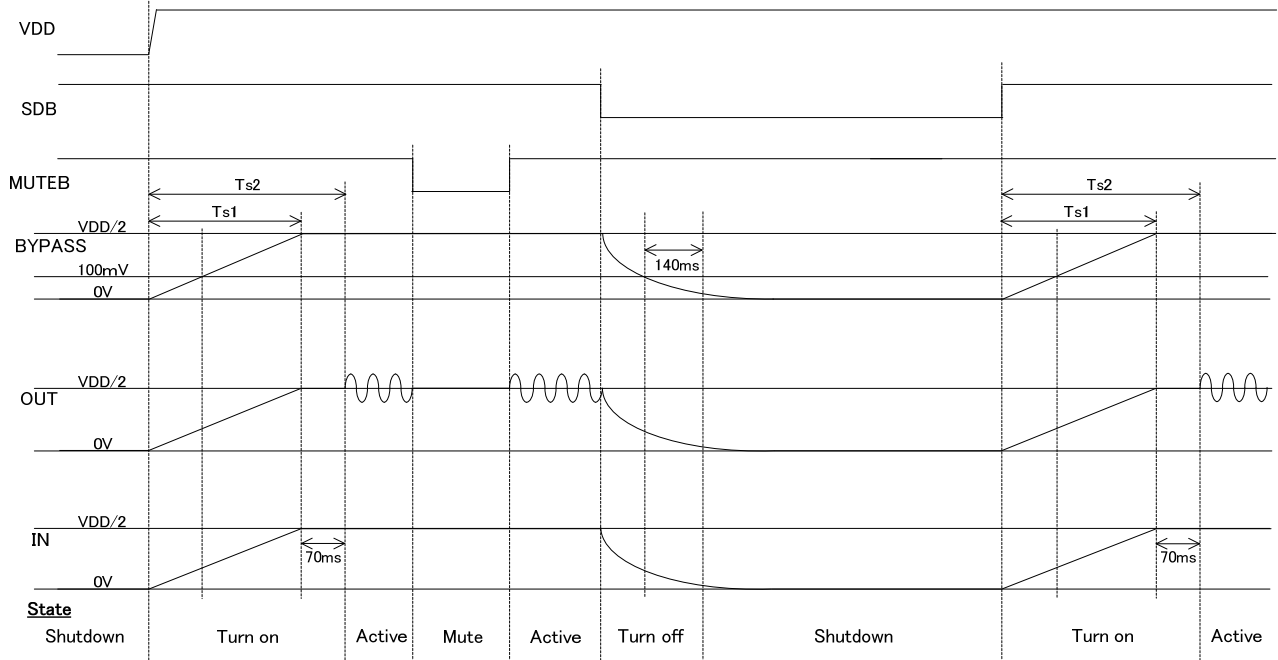 VDD
SDB
MUTEB
Ts2 Ts2
Ts1 Ts1
VDD/2
BYPASS
140ms
100mV
0V
VDD/2
OUT
0V
VDD/2
IN
70ms 70ms
0V
State
Shutdown Turn on Active Mute Active Turn off Shutdown Turn on Active